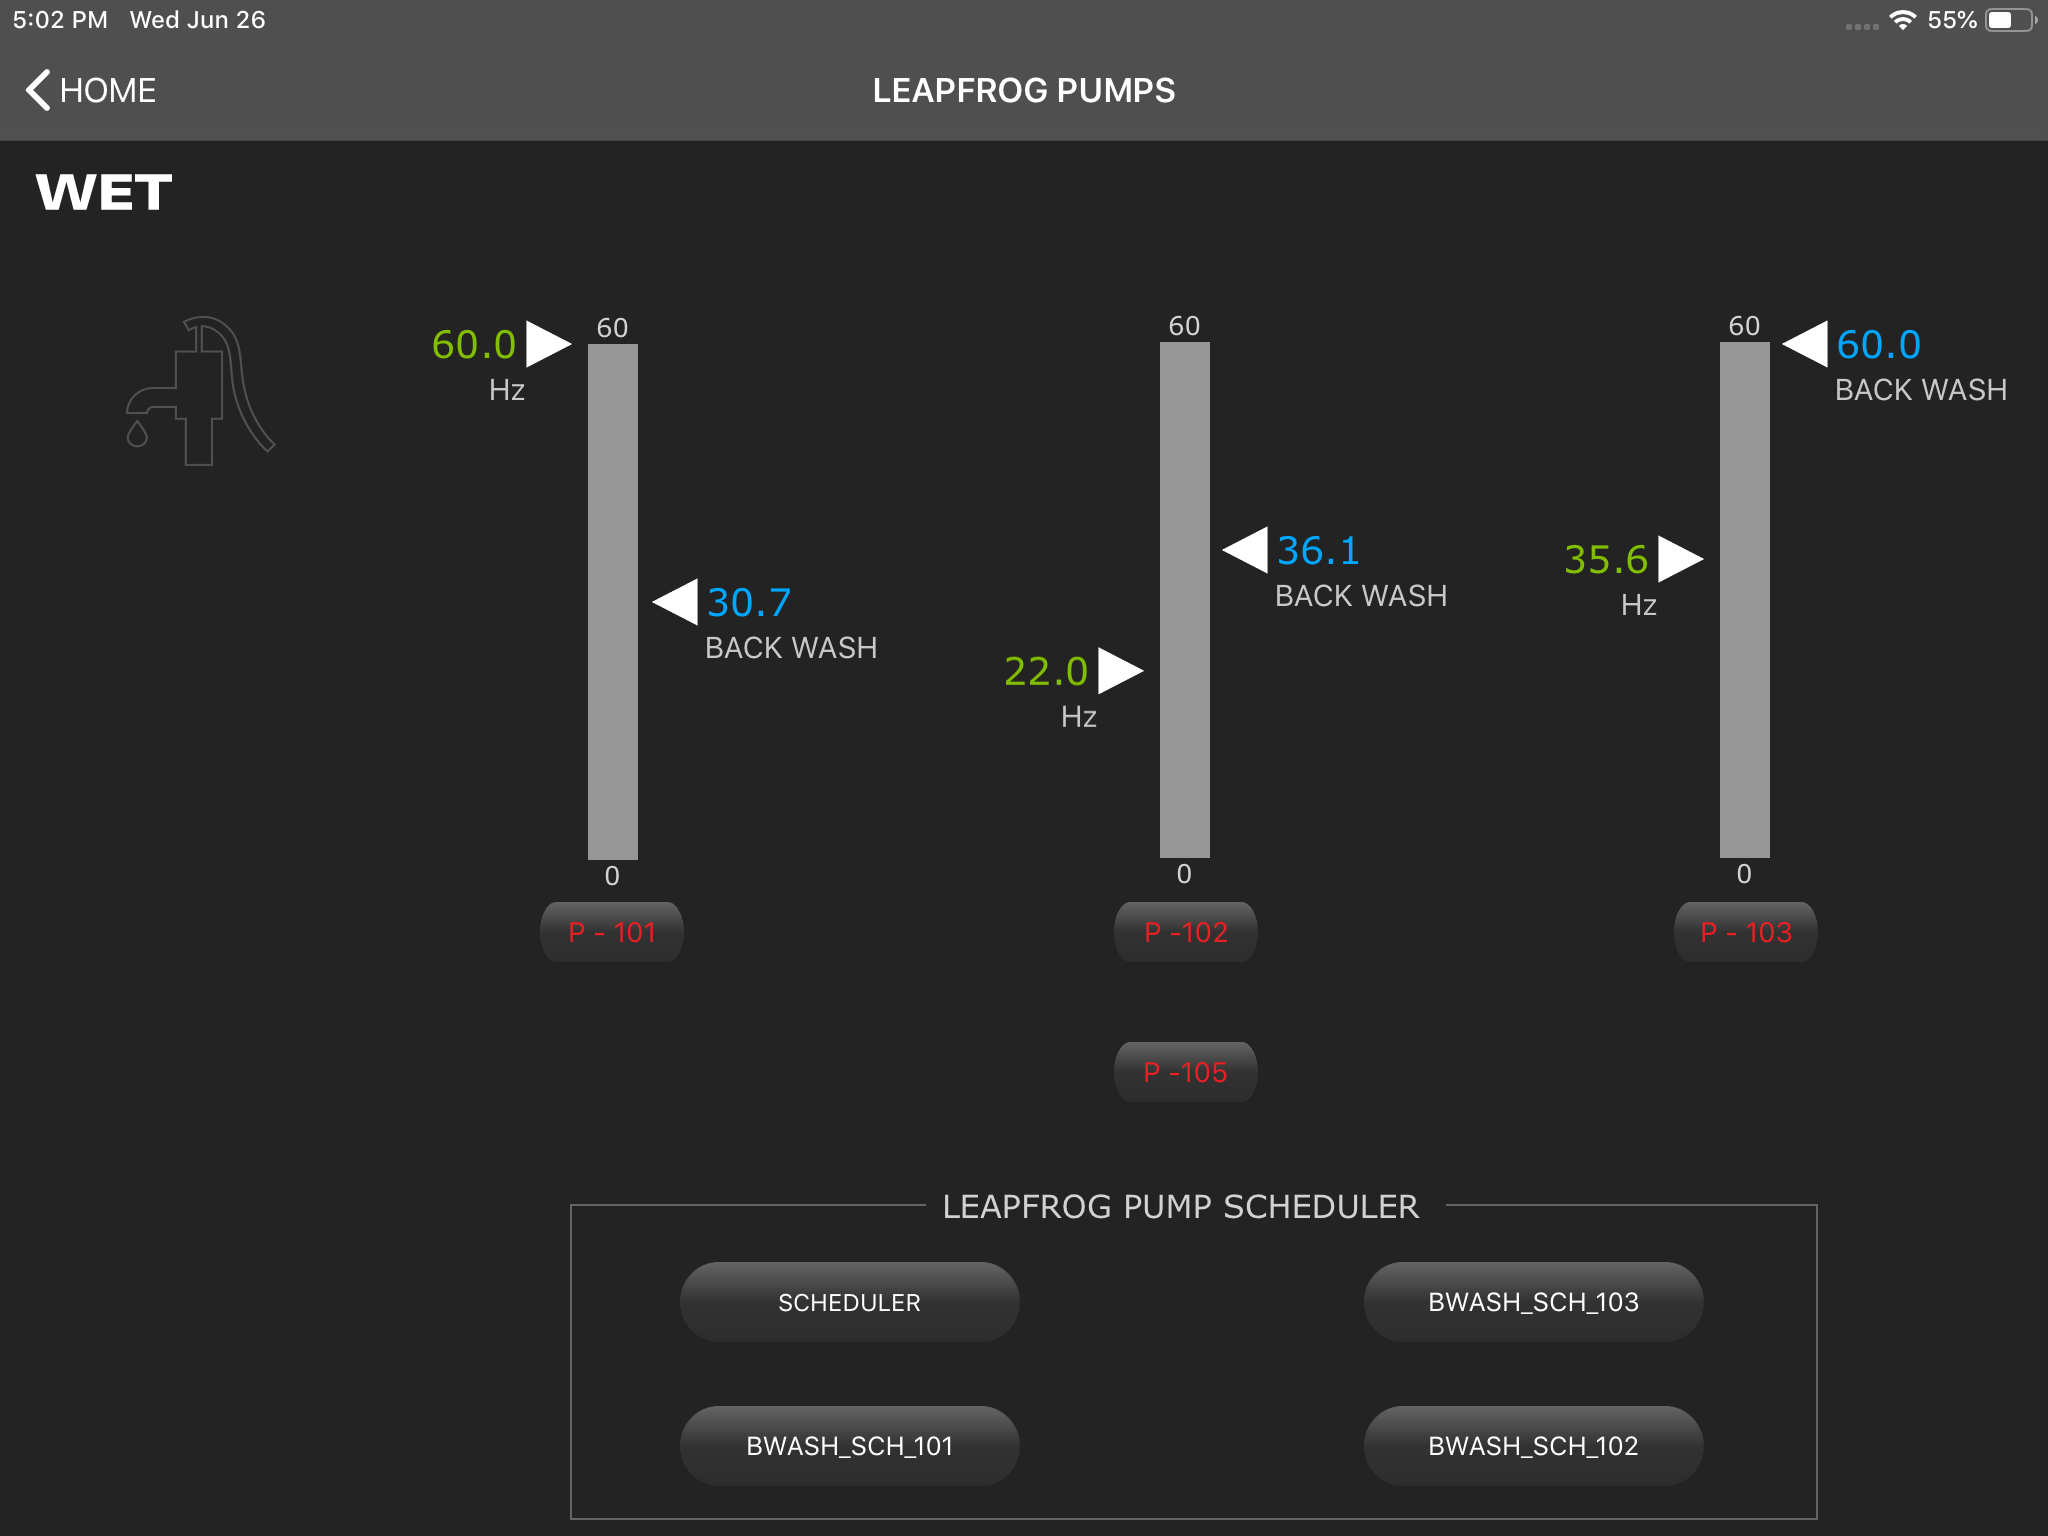 5:02 PM Wed Jun 26 55%
HOME
LEAPFROG PUMPS
WET
60.0
Hz
60
30.7
BACK WASH
0
P - 101
60
36.1
BACK WASH
22.0
Hz
0
P -102
60
60.0
BACK WASH
35.6
Hz
0
P - 103
P -105
LEAPFROG PUMP SCHEDULER
SCHEDULER
BWASH_SCH_103
BWASH_SCH_101
BWASH_SCH_102